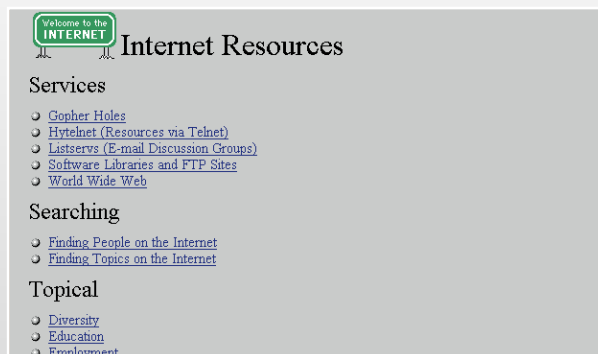 Welcome to the
INTERNET
Internet Resources
Services
Gopher Holes
Hytelnet (Resources via Telnet)
Listservs (E-mail Discussion Groups)
Software Libraries and FTP Sites
World Wide Web
Searching
Finding People on the Internet
Finding Topics on the Internet
Topical
Diversity
Education
Employment